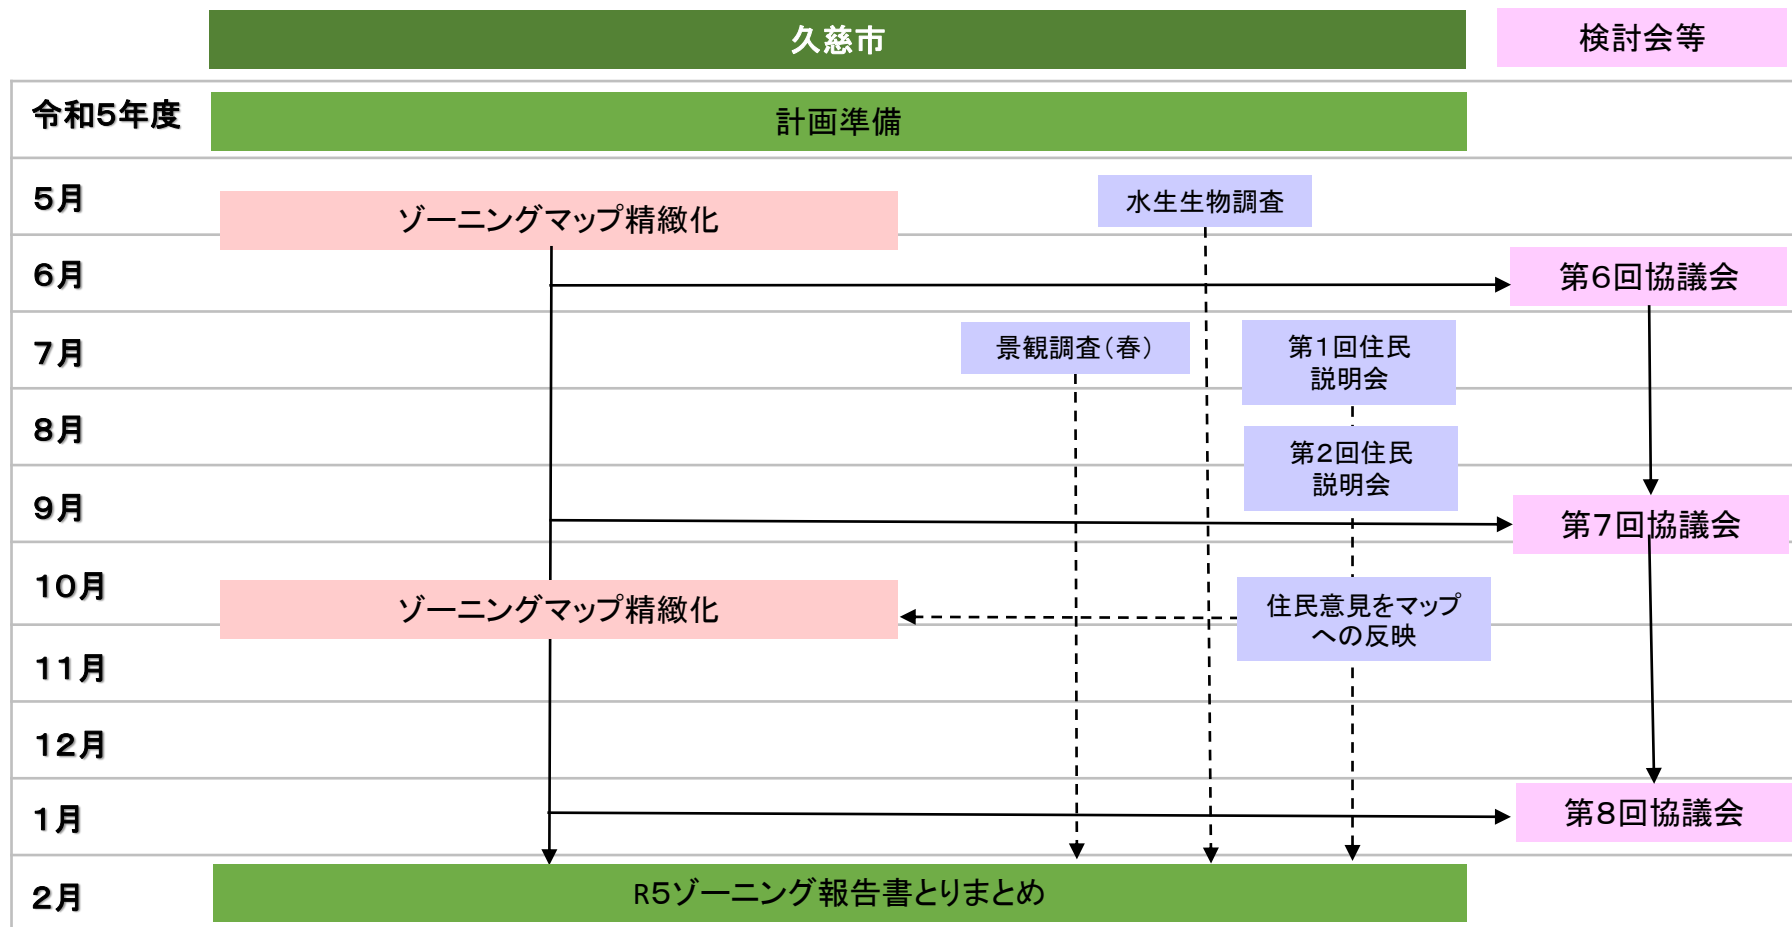 久慈市
検討会等
令和5年度
計画準備
5月
ゾーニングマップ精緻化
水生生物調査
6月
第6回協議会
7月
景観調査（春）
第1回住民
説明会
8月
第2回住民
説明会
9月
第7回協議会
10月
ゾーニングマップ精緻化
住民意見をマップ
への反映
11月
12月
1月
第8回協議会
2月
R5ゾーニング報告書とりまとめ